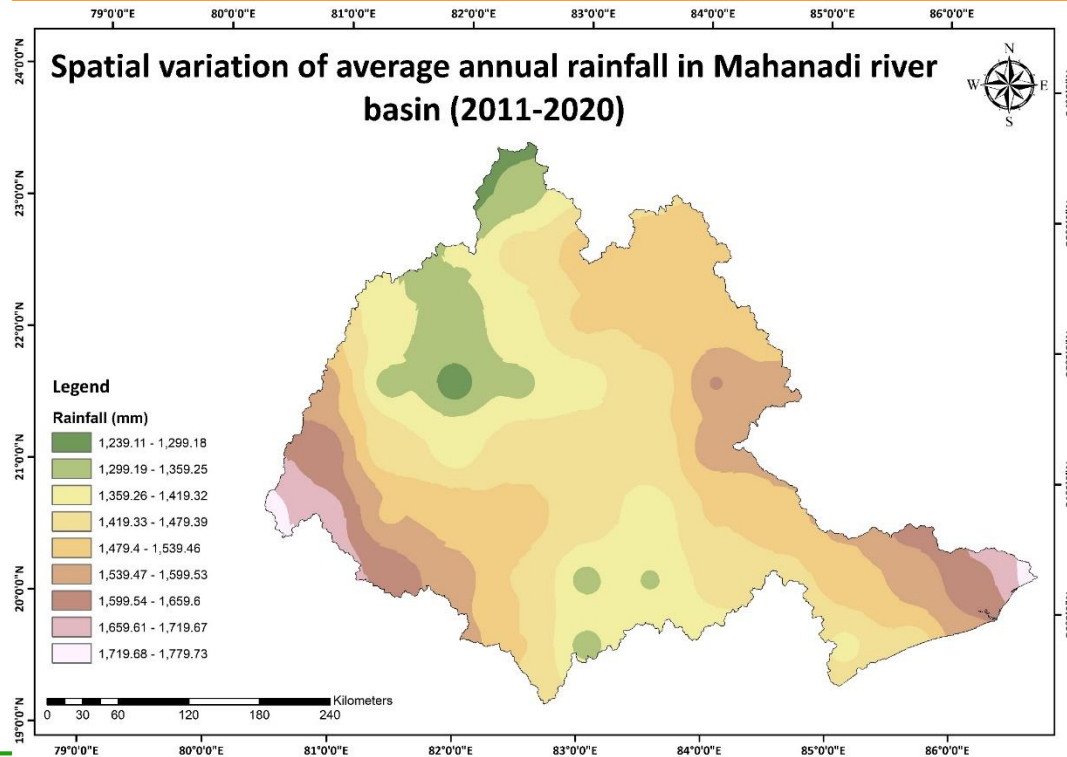 79°0'0"E 80°0'0"E 81°0'0"E 82°0'0"E 83°0'0"E 84°0'0"E 85°0'0"E 86°0'0"E
Spatial variation of average annual rainfall in Mahanadi river
basin (2011-2020)
N
W E
S
24°0'0"N
23°0'0"N
22°0'0"N
21°0'0"N
20°0'0"N
19°0'0"N
Legend
Rainfall (mm)
1,239.11 - 1,299.18
1,299.19 - 1,359.25
1,359.26 - 1,419.32
1,419.33 - 1,479.39
1,479.4 - 1,539.46
1,539.47 - 1,599.53
1,599.54 - 1,659.6
1,659.61 - 1,719.67
1,719.68 - 1,779.73
Kilometers
0 30 60 120 180 240
79°0'0"E 80°0'0"E 81°0'0"E 82°0'0"E 83°0'0"E 84°0'0"E 85°0'0"E 86°0'0"E